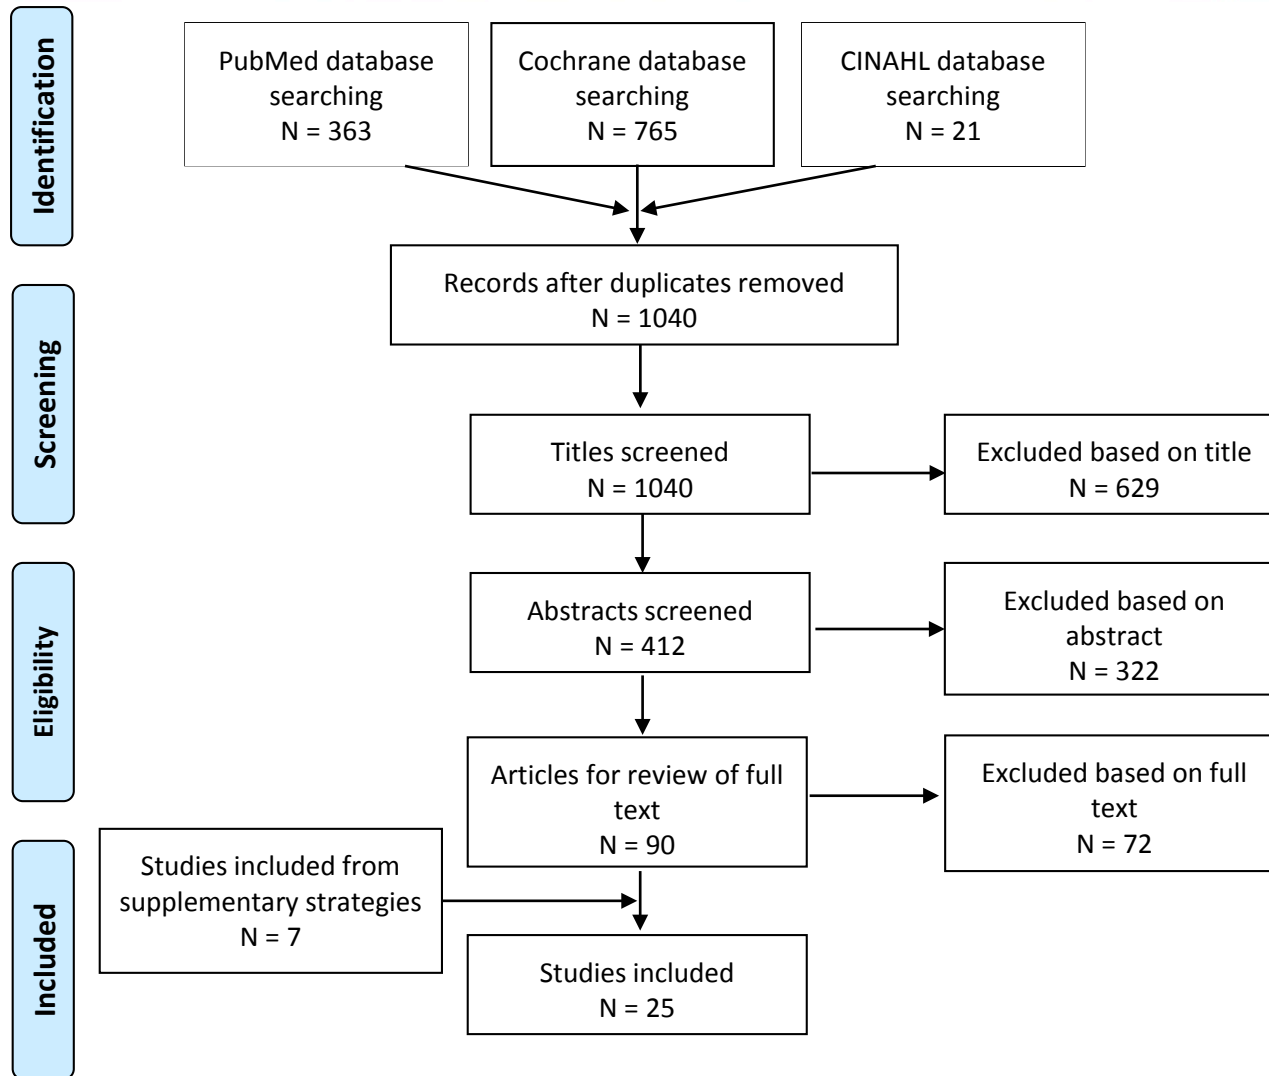 Identification
PubMed database
searching
N = 363
Cochrane database
searching
N = 765
CINAHL database
searching
N = 21
Records after duplicates removed
N = 1040
Screening
Titles screened
N = 1040
Excluded based on title
N = 629
Eligibility
Abstracts screened
N = 412
Excluded based on
abstract
N = 322
Articles for review of full
text
N = 90
Excluded based on full
text
N = 72
Included
Studies included from
supplementary strategies
N = 7
Studies included
N = 25